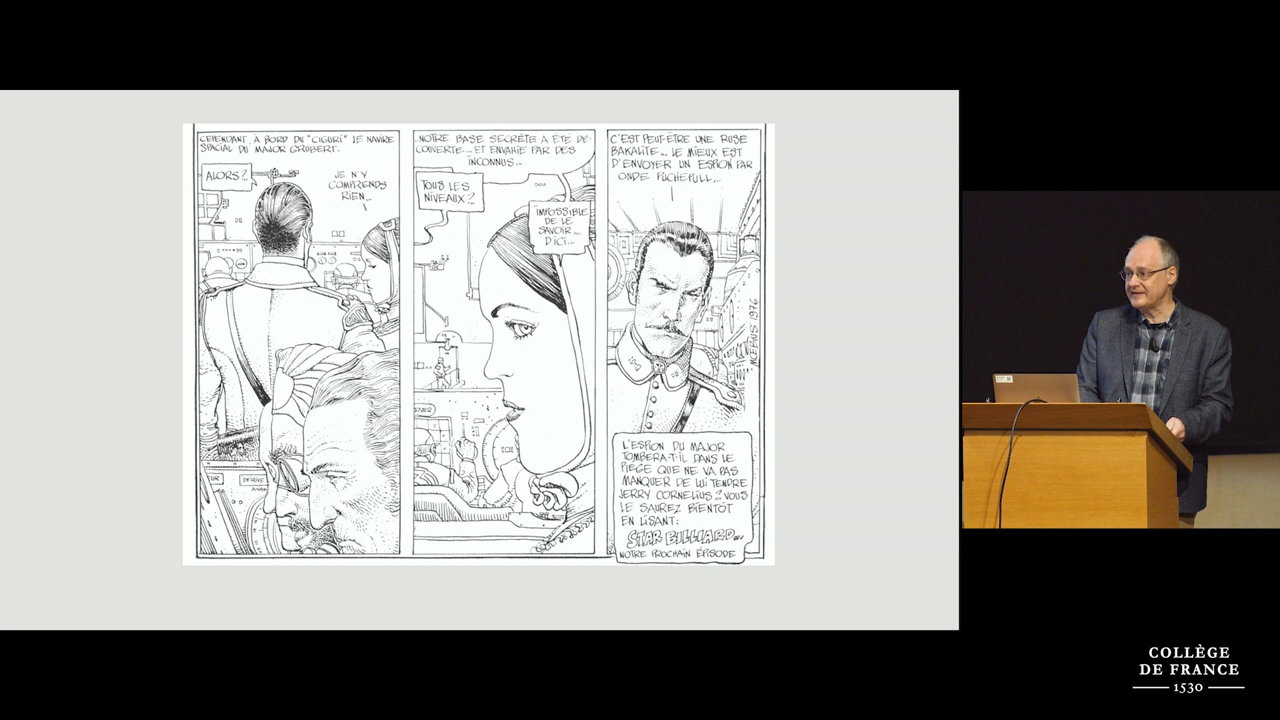 CEPENDANT, À BORD DU "CIGURI" LE NAVIRE
SPACIAL DU MAJOR GRUBERT.
ALORS ?..
JE N'Y
COMPRENDS
RIEN...
NOTRE BASE SECRÈTE A ÉTÉ DÉ-
COUVERTE... ET ENVAHIE PAR DES
INCONNUS...
TOUS LES
NIVEAUX ?
IMPOSSIBLE
DE LE
SAVOIR...
D'ICI...
C'EST PEUT-ÊTRE UNE RUSE
BAKALITE... LE MIEUX EST
D'ENVOYER UN ESPION PAR
ONDE PUCHEPULL...
MŒBIUS 1976
L'ESPION DU MAJOR
TOMBERA-T-IL DANS LE
PIEGE QUE NE VA PAS
MANQUER DE LUI TENDRE
JERRY CORNELIUS ? VOUS
LE SAUREZ BIENTÔT
EN LISANT:
STAR BILLIARD...
NOTRE PROCHAIN ÉPISODE
COLLÈGE
DE FRANCE
1530